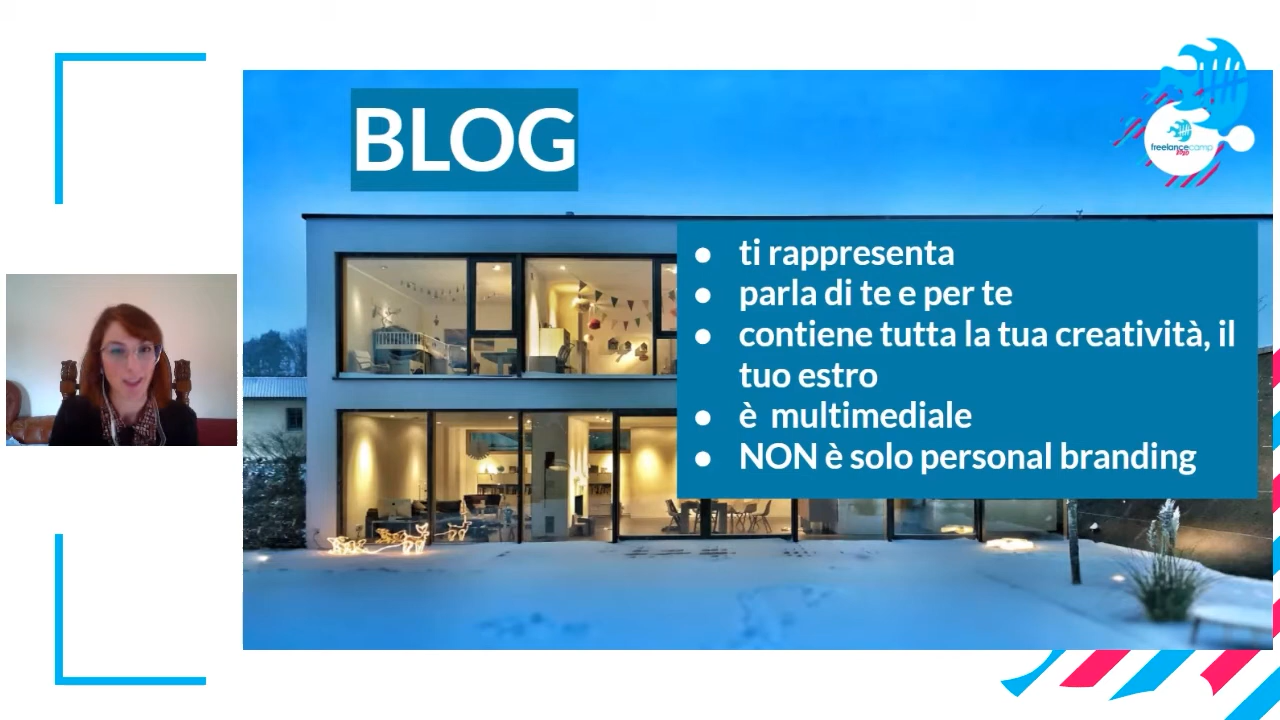 BLOG
freelancecamp
2020
● ti rappresenta
● parla di te e per te
● contiene tutta la tua creatività, il
tuo estro
● è multimediale
● NON è solo personal branding